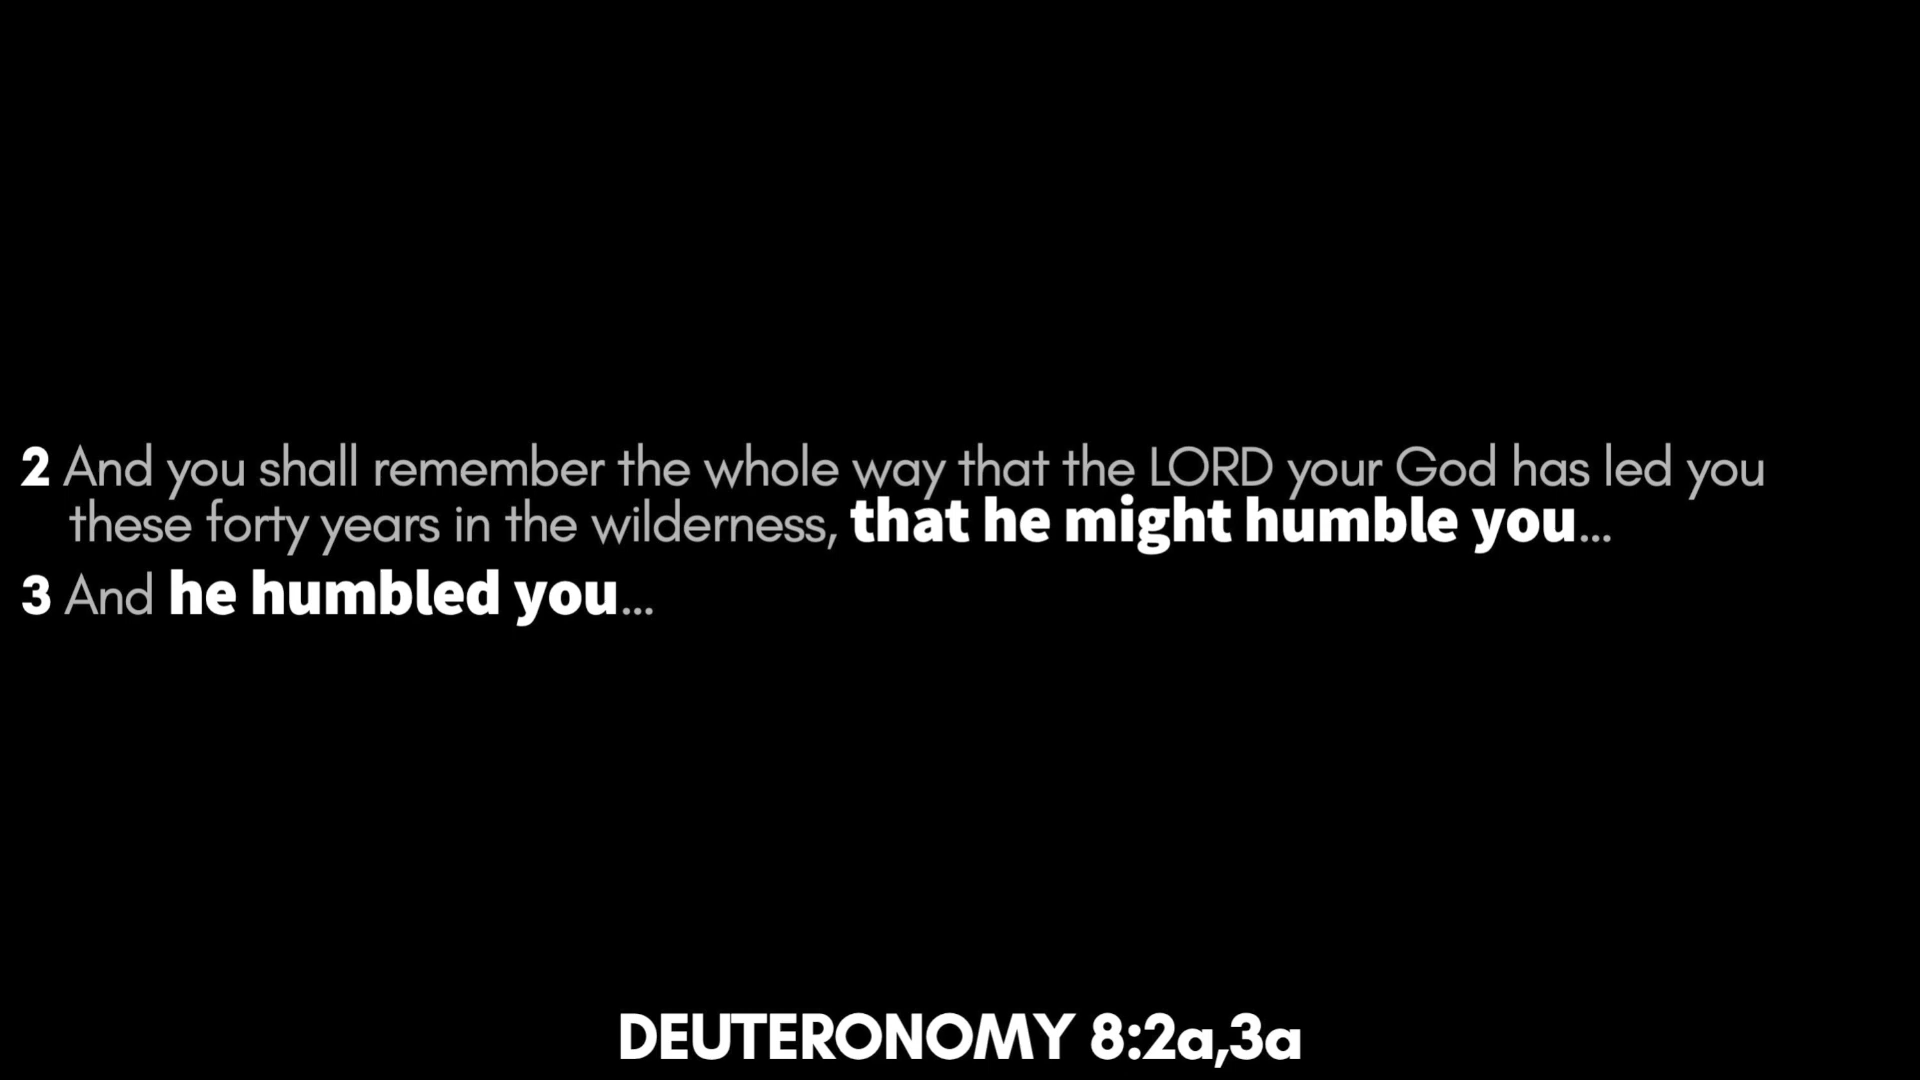 2 And you shall remember the whole way that the LORD your God has led you
these forty years in the wilderness, that he might humble you...
3 And he humbled you...
DEUTERONOMY 8:2a,3a